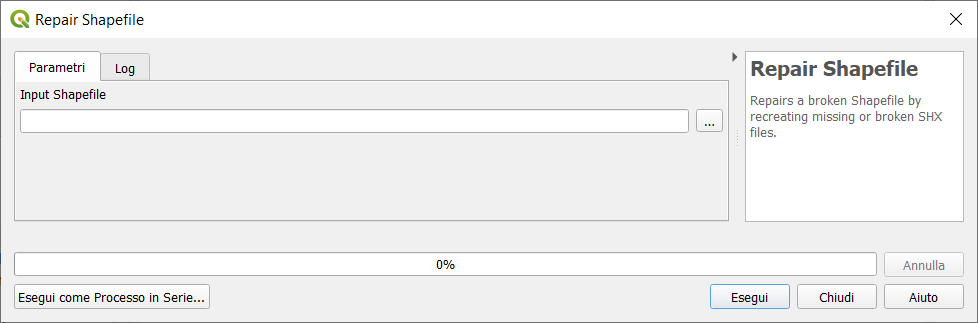 Repair Shapefile
Parametri
Log
Input Shapefile
...
Repair Shapefile
Repairs a broken Shapefile by
recreating missing or broken SHX
files.
0%
Annulla
Esegui come Processo in Serie...
Esegui
Chiudi
Aiuto